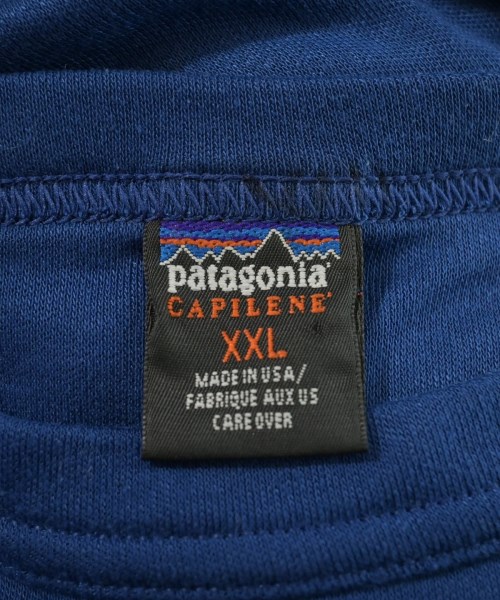 patagonia®
CAPILENE®
XXL
MADE IN USA/
FABRIQUE AUX US
CARE OVER